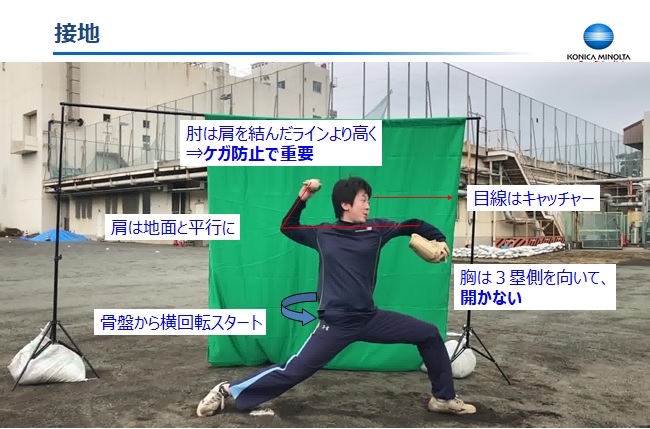 接地
KONICA MINOLTA
肘は肩を結んだラインより高く
⇒ケガ防止で重要
目線はキャッチャー
肩は地面と平行に
胸は３塁側を向いて、
開かない
骨盤から横回転スタート